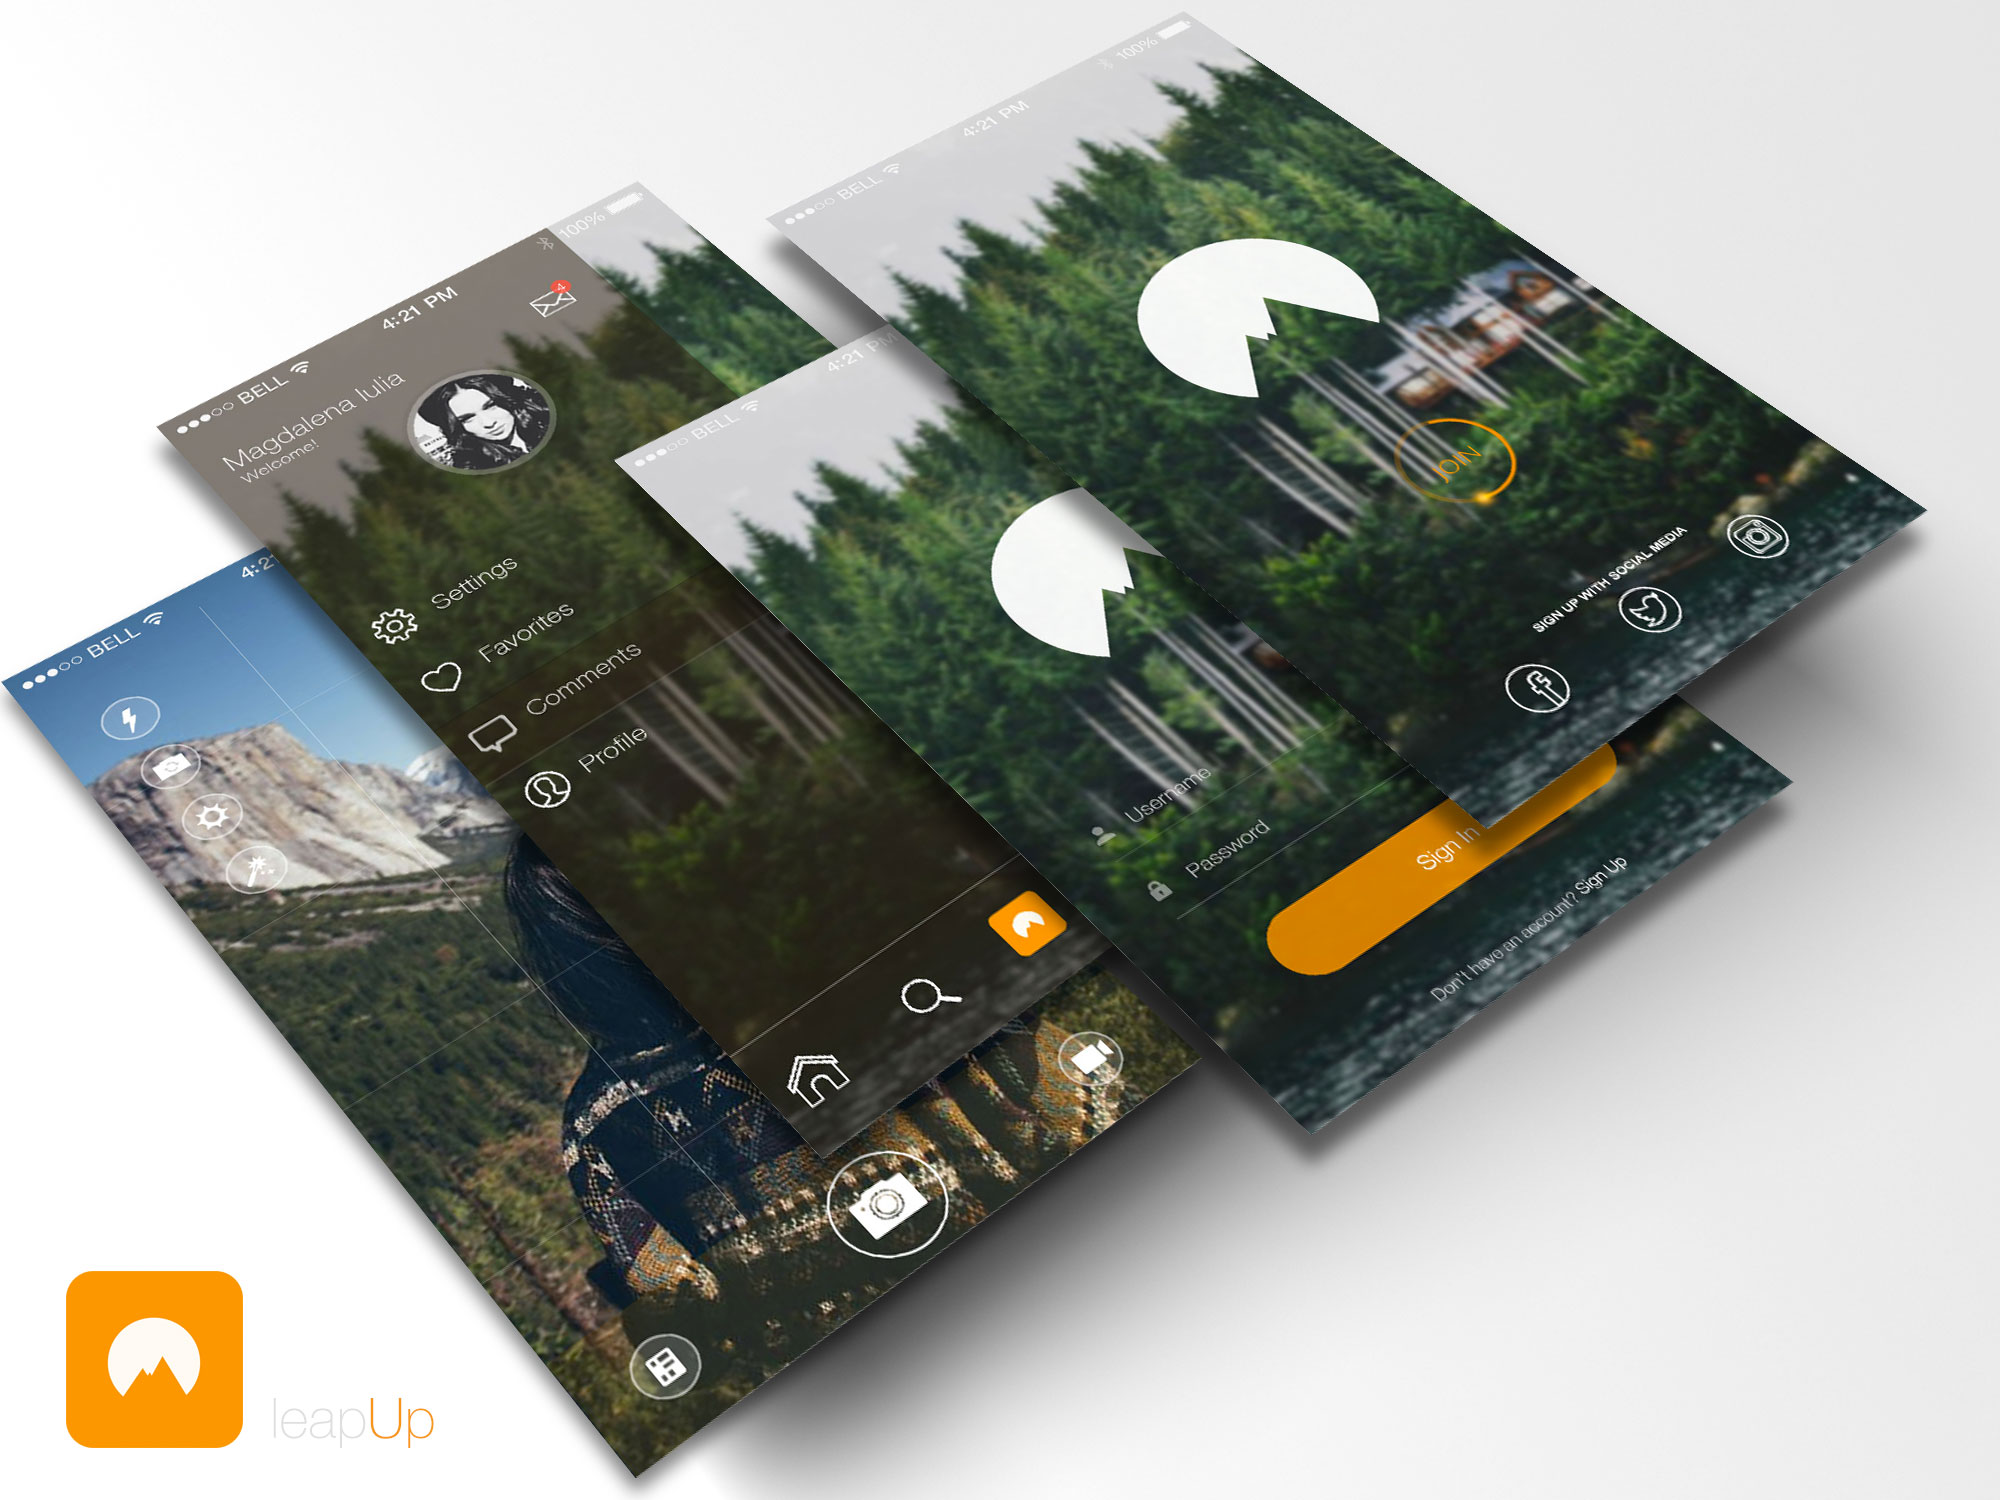 BELL
4:21 PM
100%
JOIN
SIGN UP WITH SOCIAL MEDIA
BELL
4:21 PM
100%
4
Magdalena Iulia
Welcome!
Settings
Favorites
Comments
Profile
BELL
4:21 PM
Username
Password
Sign In
Don't have an account? Sign Up
BELL
4:2
leapUp